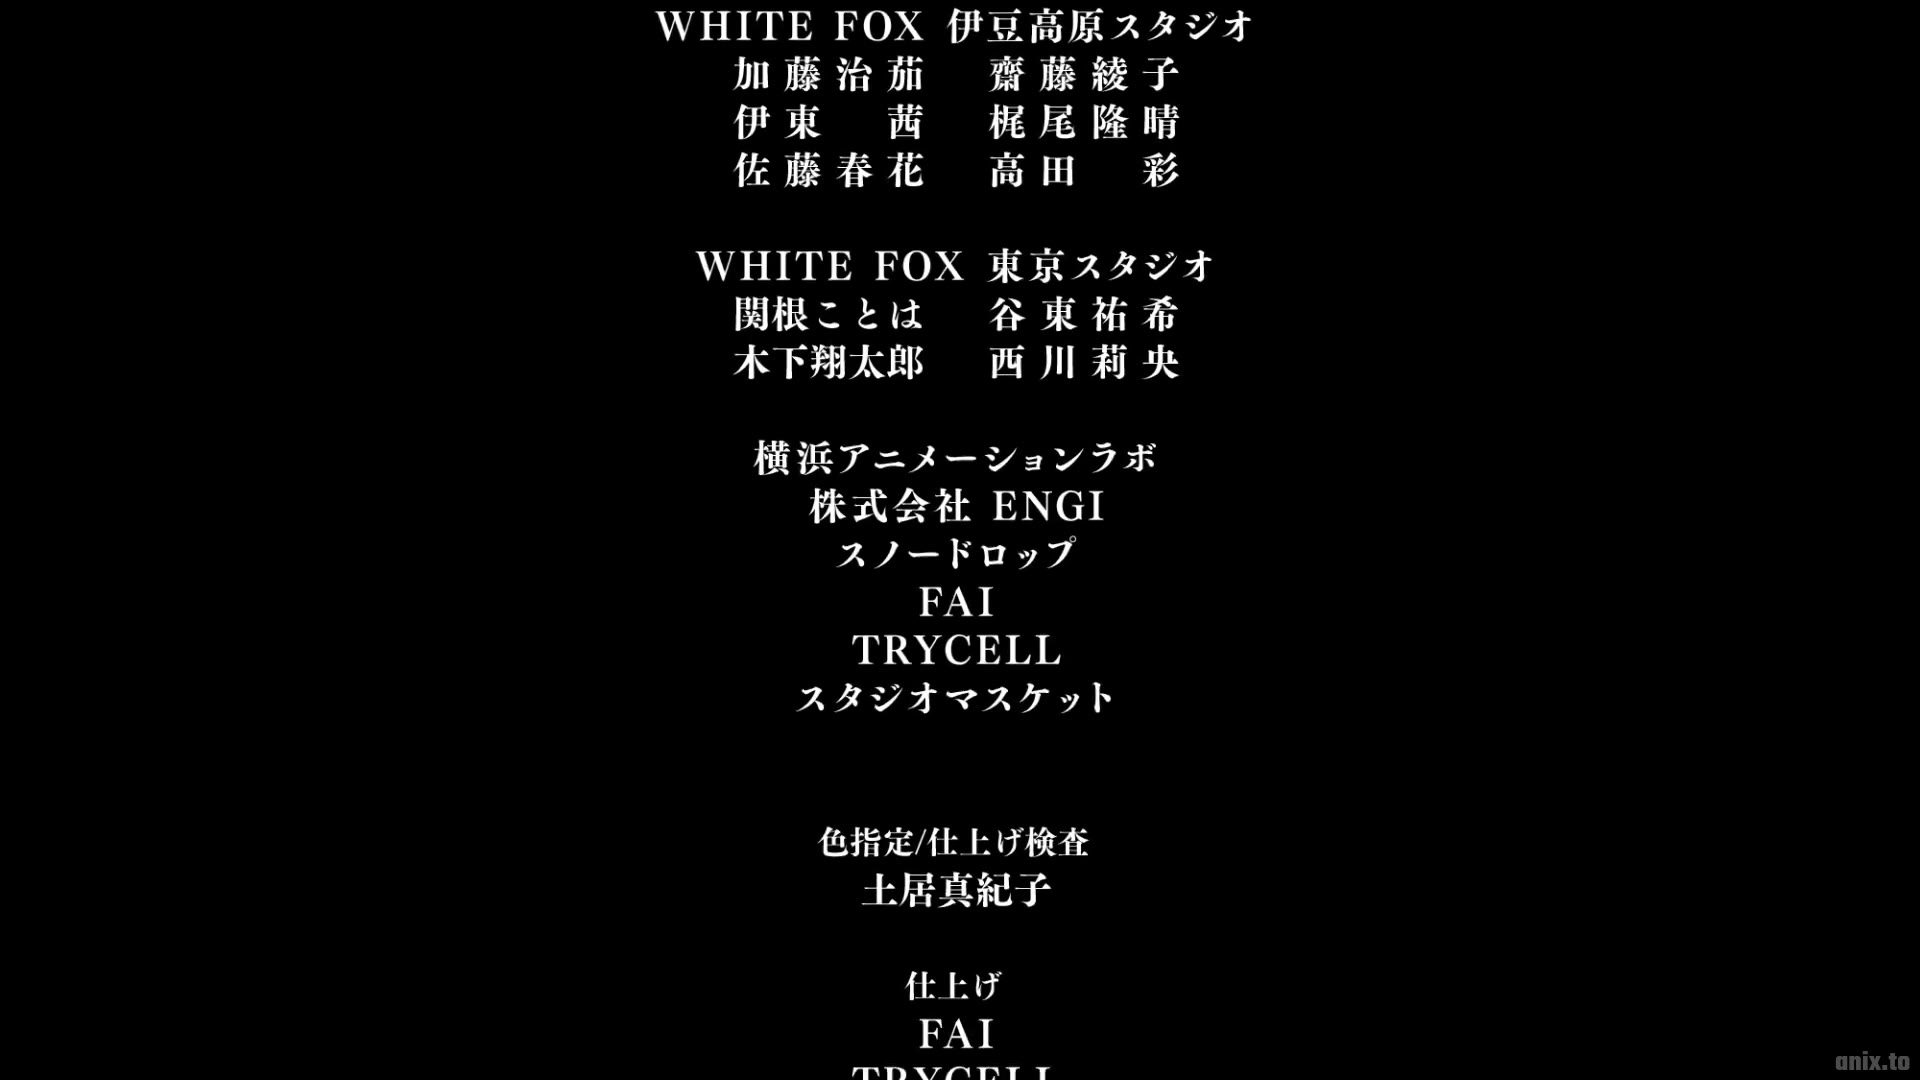 WHITE FOX 伊豆高原スタジオ
加藤治茄 齋藤綾子
伊東 茜 梶尾隆晴
佐藤春花 高田 彩
WHITE FOX 東京スタジオ
関根ことは 谷東祐希
木下翔太郎 西川莉央
横浜アニメーションラボ
株式会社 ENGI
スノードロップ
FAI
TRYCELL
スタジオマスケット
色指定/仕上げ検査
土居真紀子
仕上げ
FAI
TRYCELL
anix.to